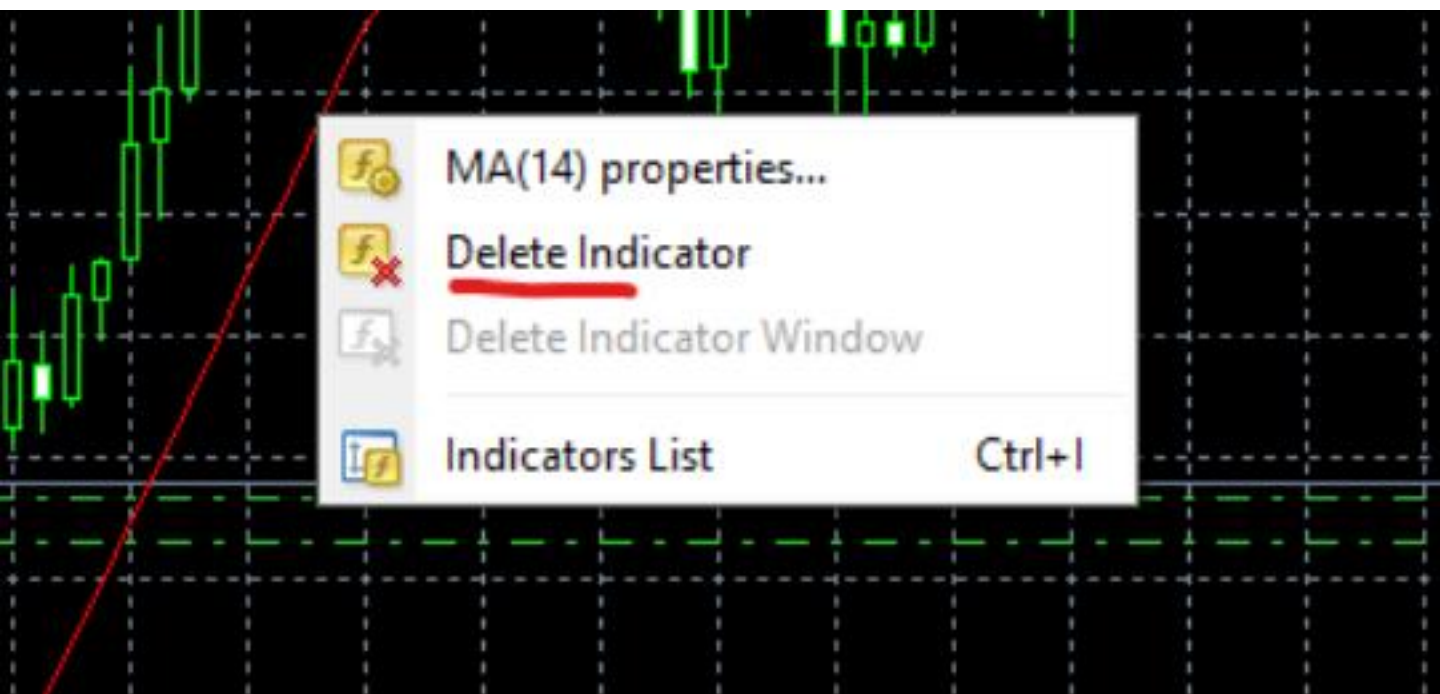 MA(14) properties...
Delete Indicator
Delete Indicator Window
Indicators List Ctrl+I